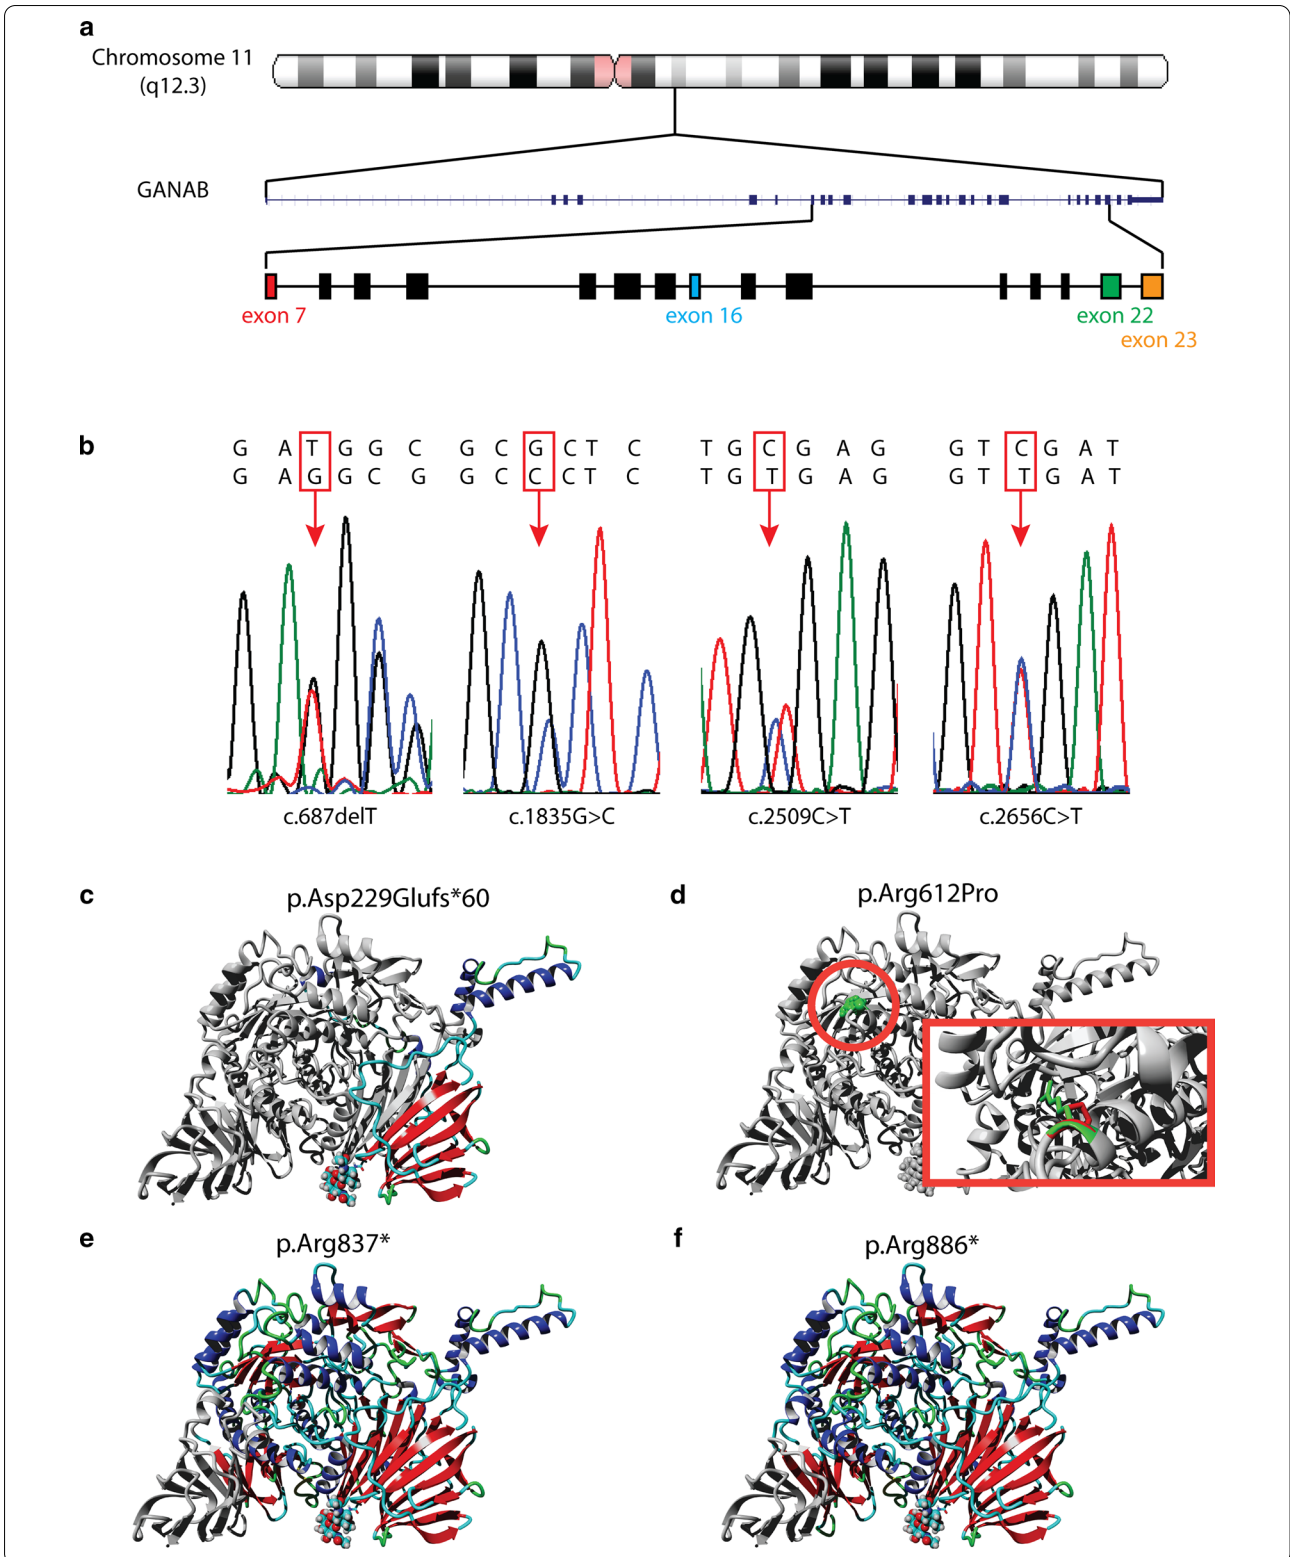 a
Chromosome 11
(q12.3)
GANAB
exon 7
exon 16
exon 22
exon 23
b
G A T G G C G C G C T C T G C G A G G T C G A T
G A G G C G G C C C T C T G T G A G G T T G A T
c.687delT
c.1835G>C
c.2509C>T
c.2656C>T
c
p.Asp229Glufs*60
d
p.Arg612Pro
e
p.Arg837*
f
p.Arg886*